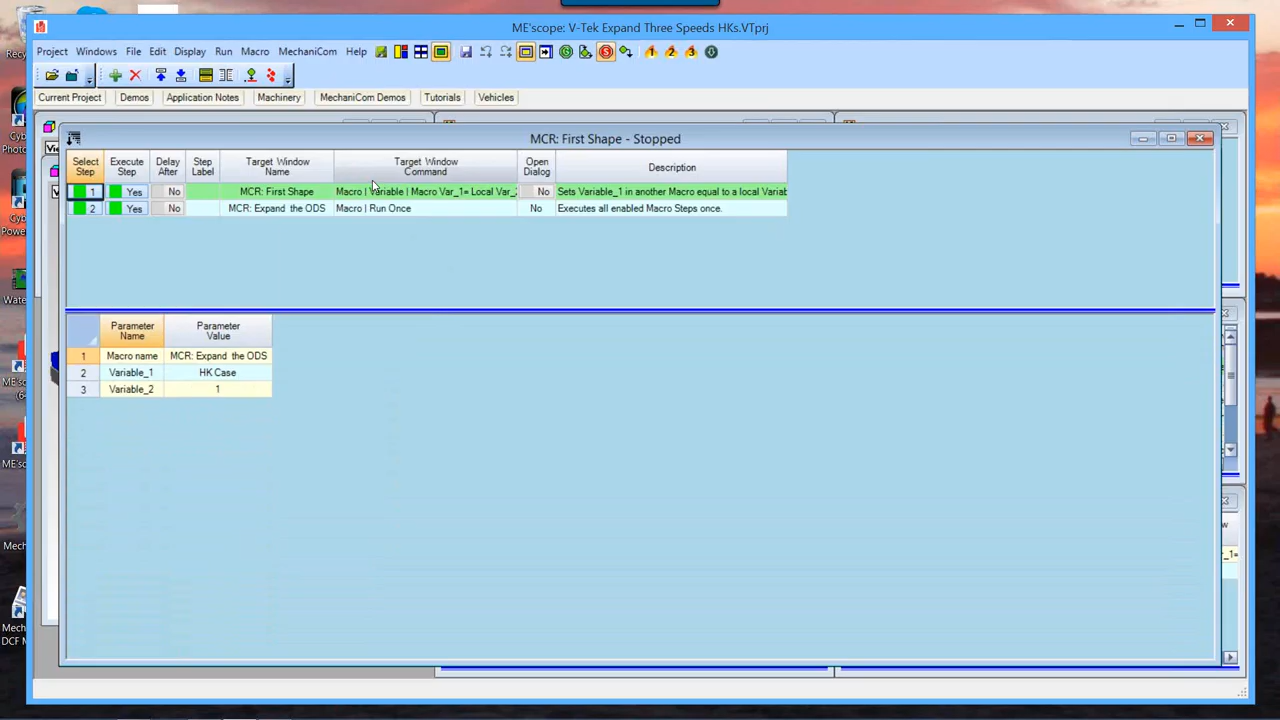 ME'scope: V-Tek Expand Three Speeds HKs.VTprj
Project Windows File Edit Display Run Macro MechaniCom Help
1 2 3
Current Project Demos Application Notes Machinery MechaniCom Demos Tutorials Vehicles
MCR: First Shape - Stopped
Select Step Execute Step Delay After Step Label Target Window Name Target Window Command Open Dialog Description
1 Yes No MCR: First Shape Macro | Variable | Macro Var_1= Local Var_ No Sets Variable_1 in another Macro equal to a local Variab
2 Yes No MCR: Expand the ODS Macro | Run Once No Executes all enabled Macro Steps once.
Parameter Name Parameter Value
1 Macro name MCR: Expand the ODS
2 Variable_1 HK Case
3 Variable_2 1